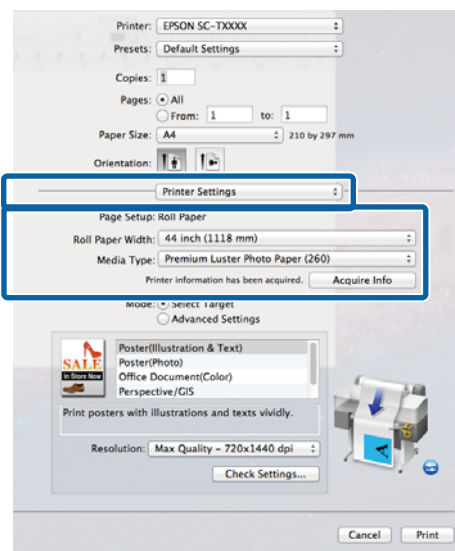 Printer: EPSON SC-TXXXX
Presets: Default Settings
Copies: 1
Pages: All
From: 1 to: 1
Paper Size: A4 210 by 297 mm
Orientation:
Printer Settings
Page Setup: Roll Paper
Roll Paper Width: 44 inch (1118 mm)
Media Type: Premium Luster Photo Paper (260)
Printer information has been acquired. Acquire Info
Mode: Select Target
Advanced Settings
SALE
In Store Now
Poster(Illustration & Text)
Poster(Photo)
Office Document(Color)
Perspective/GIS
Print posters with illustrations and texts vividly.
Resolution: Max Quality - 720x1440 dpi
Check Settings...
A
Cancel Print